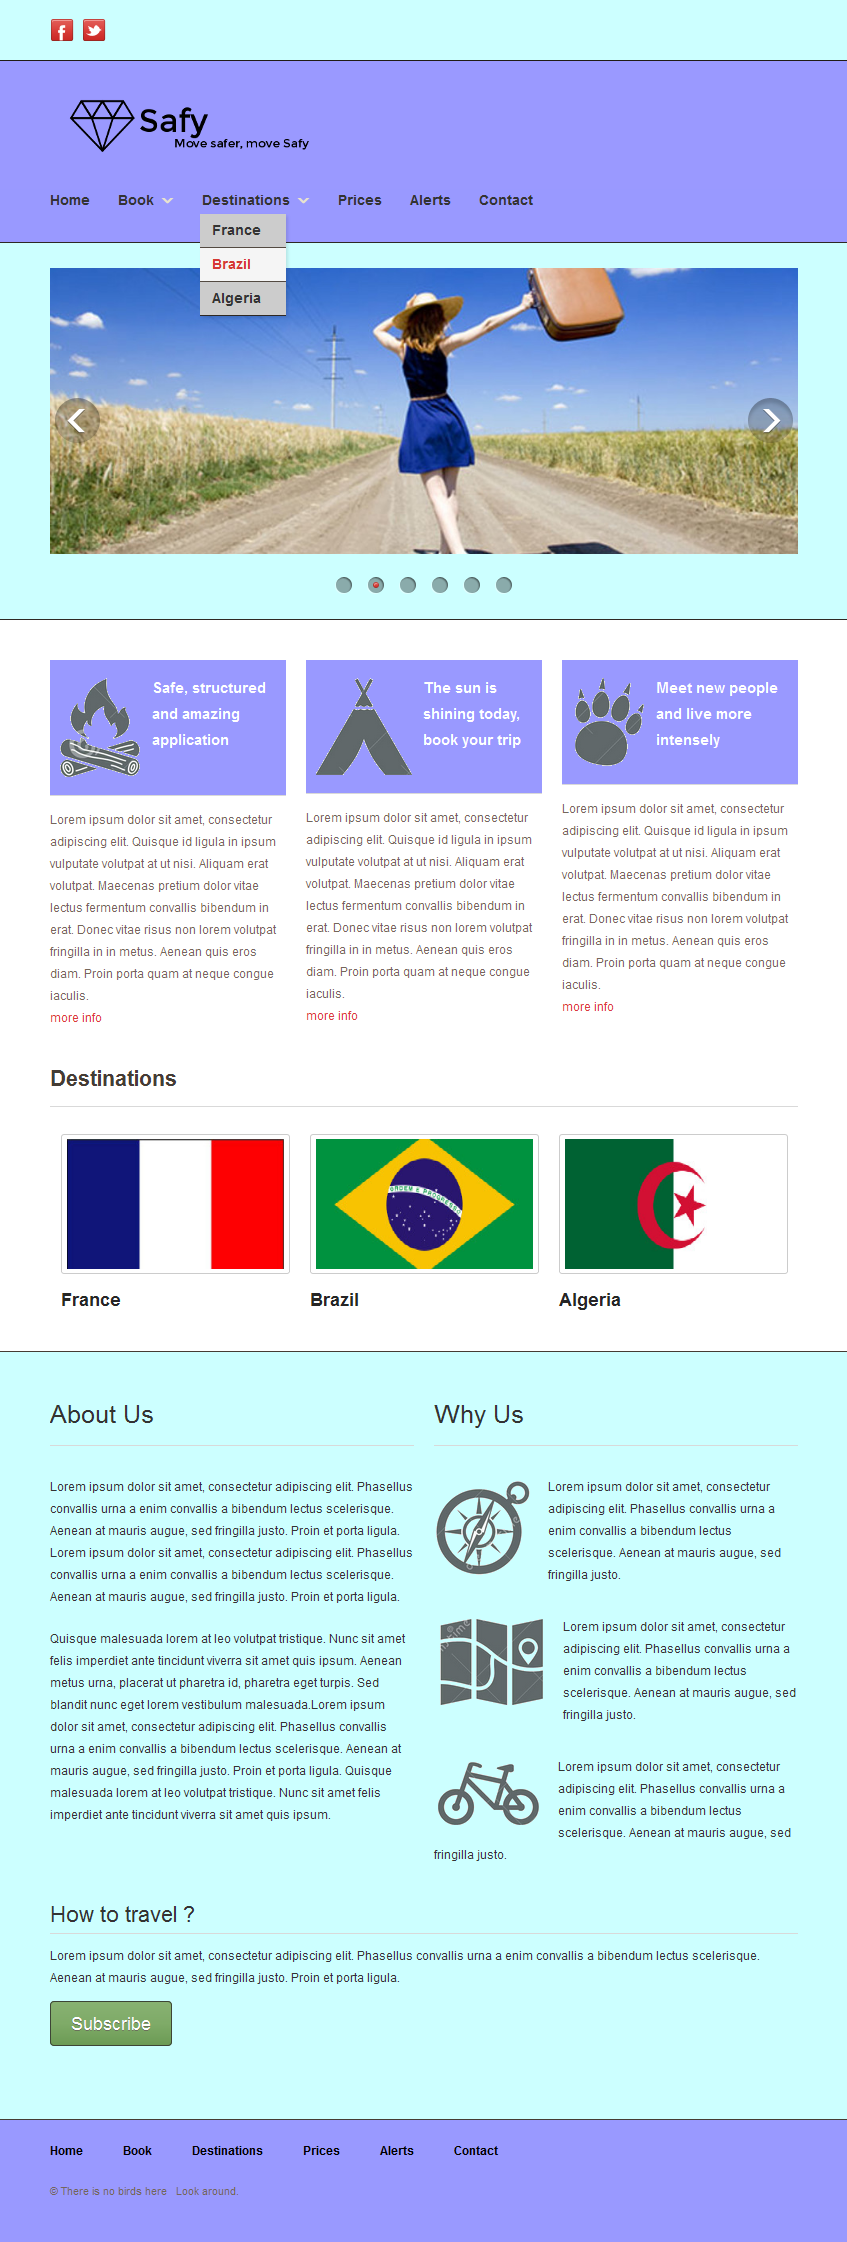 Safy
Move safer, move Safy
Home Book Destinations Prices Alerts Contact
France
Brazil
Algeria
Safe, structured
and amazing
application
The sun is
shining today,
book your trip
Meet new people
and live more
intensely
Lorem ipsum dolor sit amet, consectetur
adipiscing elit. Quisque id ligula in ipsum
vulputate volutpat at ut nisi. Aliquam erat
volutpat. Maecenas pretium dolor vitae
lectus fermentum convallis bibendum in
erat. Donec vitae risus non lorem volutpat
fringilla in in metus. Aenean quis eros
diam. Proin porta quam at neque congue
iaculis.
more info
Lorem ipsum dolor sit amet, consectetur
adipiscing elit. Quisque id ligula in ipsum
vulputate volutpat at ut nisi. Aliquam erat
volutpat. Maecenas pretium dolor vitae
lectus fermentum convallis bibendum in
erat. Donec vitae risus non lorem volutpat
fringilla in in metus. Aenean quis eros
diam. Proin porta quam at neque congue
iaculis.
more info
Lorem ipsum dolor sit amet, consectetur
adipiscing elit. Quisque id ligula in ipsum
vulputate volutpat at ut nisi. Aliquam erat
volutpat. Maecenas pretium dolor vitae
lectus fermentum convallis bibendum in
erat. Donec vitae risus non lorem volutpat
fringilla in in metus. Aenean quis eros
diam. Proin porta quam at neque congue
iaculis.
more info
Destinations
ORDEM E PROGRESSO
France
Brazil
Algeria
About Us
Lorem ipsum dolor sit amet, consectetur adipiscing elit. Phasellus
convallis urna a enim convallis a bibendum lectus scelerisque.
Aenean at mauris augue, sed fringilla justo. Proin et porta ligula.
Lorem ipsum dolor sit amet, consectetur adipiscing elit. Phasellus
convallis urna a enim convallis a bibendum lectus scelerisque.
Aenean at mauris augue, sed fringilla justo. Proin et porta ligula.
Quisque malesuada lorem at leo volutpat tristique. Nunc sit amet
felis imperdiet ante tincidunt viverra sit amet quis ipsum. Aenean
metus urna, placerat ut pharetra id, pharetra eget turpis. Sed
blandit nunc eget lorem vestibulum malesuada.Lorem ipsum
dolor sit amet, consectetur adipiscing elit. Phasellus convallis
urna a enim convallis a bibendum lectus scelerisque. Aenean at
mauris augue, sed fringilla justo. Proin et porta ligula. Quisque
malesuada lorem at leo volutpat tristique. Nunc sit amet felis
imperdiet ante tincidunt viverra sit amet quis ipsum.
Why Us
Lorem ipsum dolor sit amet, consectetur
adipiscing elit. Phasellus convallis urna a
enim convallis a bibendum lectus
scelerisque. Aenean at mauris augue, sed
fringilla justo.
Lorem ipsum dolor sit amet, consectetur
adipiscing elit. Phasellus convallis urna a
enim convallis a bibendum lectus
scelerisque. Aenean at mauris augue, sed
fringilla justo.
Lorem ipsum dolor sit amet, consectetur
adipiscing elit. Phasellus convallis urna a
enim convallis a bibendum lectus
scelerisque. Aenean at mauris augue, sed
fringilla justo.
How to travel ?
Lorem ipsum dolor sit amet, consectetur adipiscing elit. Phasellus convallis urna a enim convallis a bibendum lectus scelerisque.
Aenean at mauris augue, sed fringilla justo. Proin et porta ligula.
Subscribe
Home Book Destinations Prices Alerts Contact
© There is no birds here Look around.